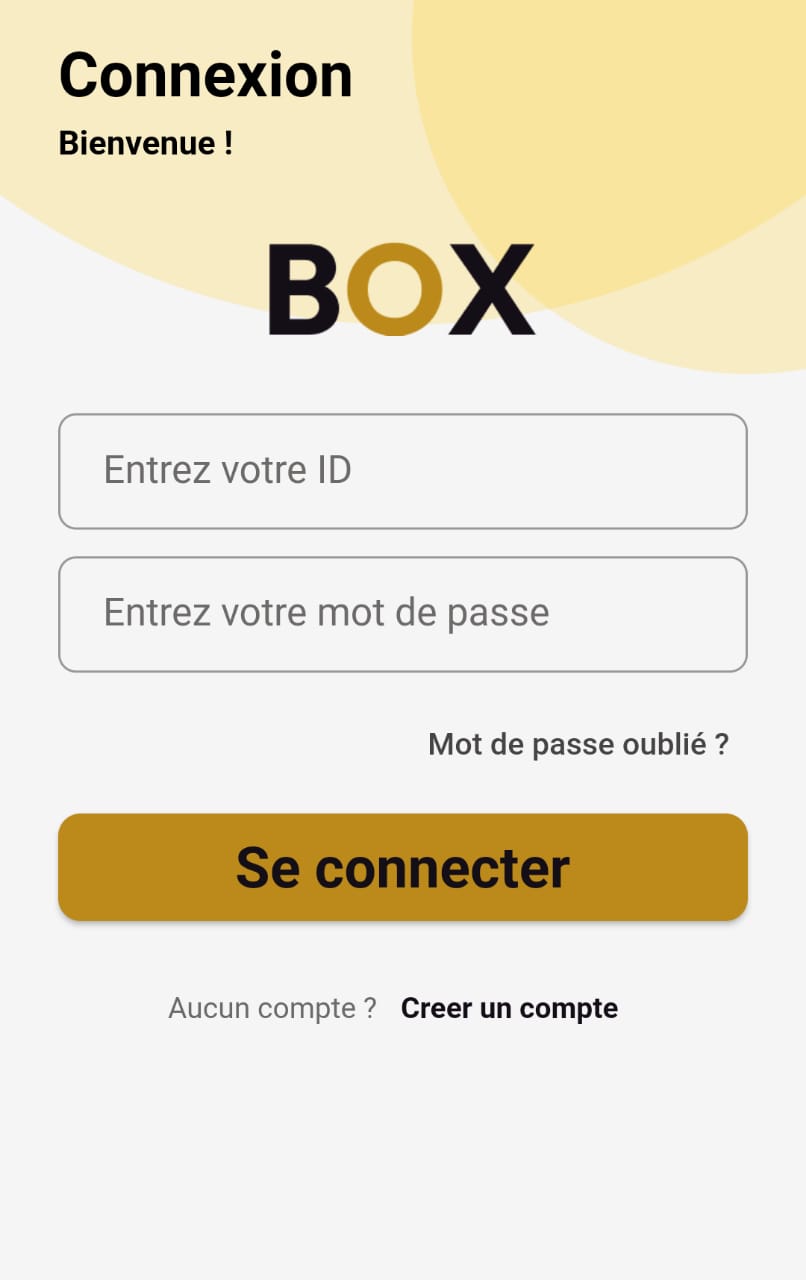 Connexion
Bienvenue !
BOX
Entrez votre ID
Entrez votre mot de passe
Mot de passe oublié ?
Se connecter
Aucun compte ? Creer un compte